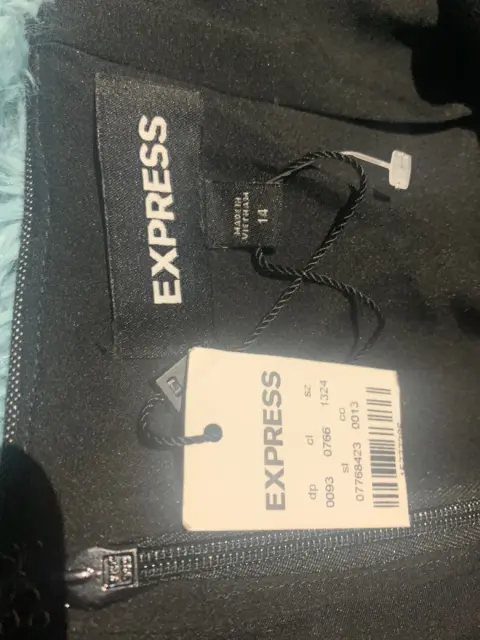 EXPRESS
MADE IN
VIETNAM
14
EXPRESS
dp cl sz
0093 0766 1324
st co
07768423 0013